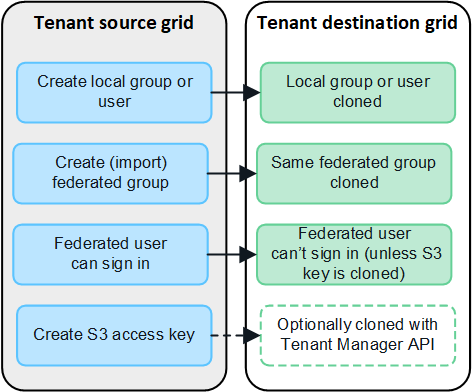 Tenant source grid
Tenant destination grid
Create local group or
user
Local group or user
cloned
Create (import)
federated group
Same federated group
cloned
Federated user
can sign in
Federated user
can't sign in (unless S3
key is cloned)
Create S3 access key
Optionally cloned with
Tenant Manager API